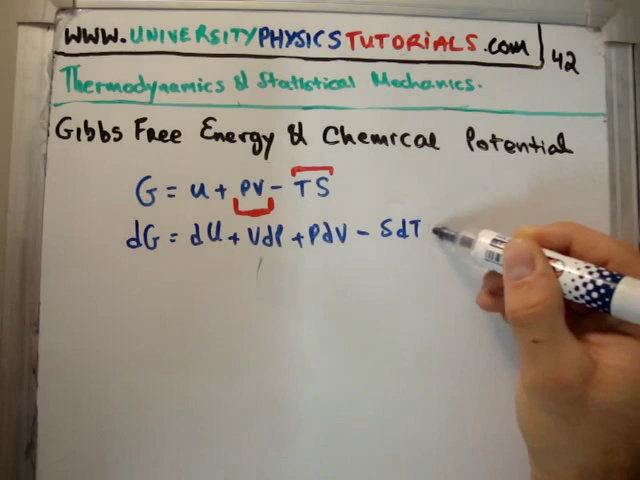 WWW.UNIVERSITYPHYSICSTUTORIALS.COM 42
Thermodynamics & Statistical Mechanics.
Gibbs Free Energy & Chemical Potential
G = U + PV - TS
dG = dU + VdP + PdV - SdT